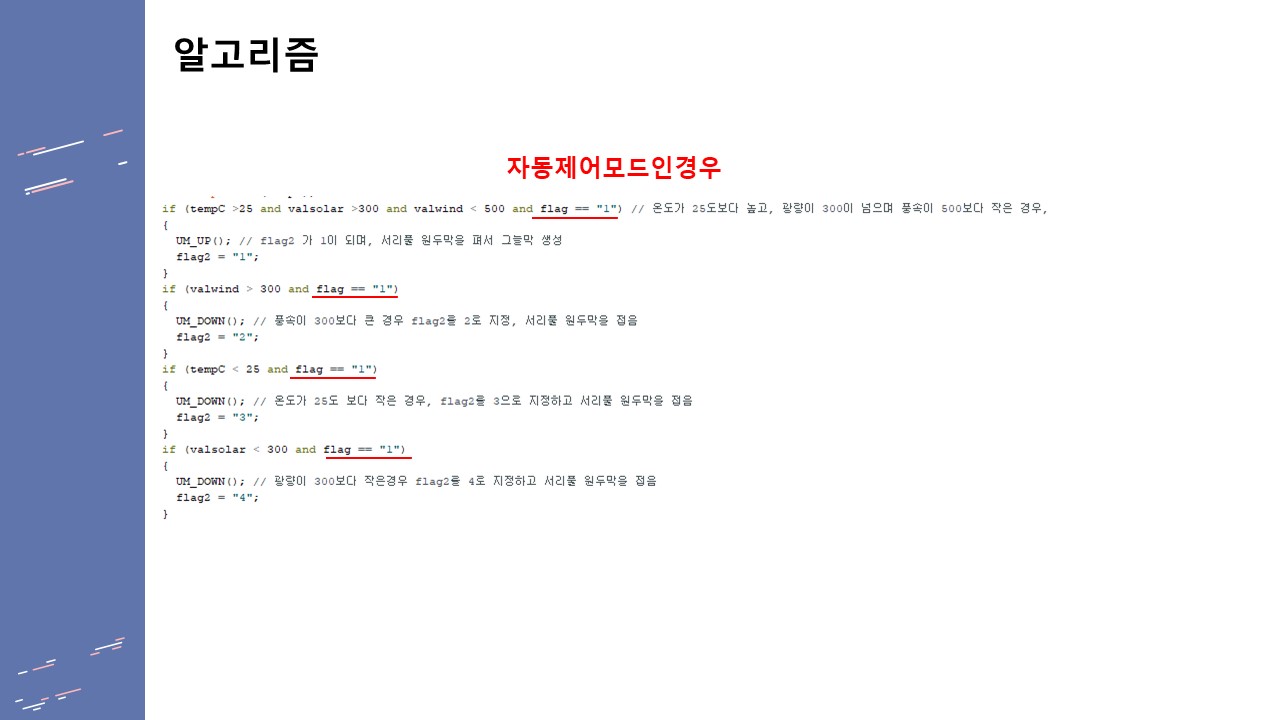 알고리즘
자동제어모드인경우
if (tempC >25 and valsolar >300 and valwind < 500 and flag == "1") // 온도가 25도보다 높고, 광량이 300이 넘으며 풍속이 500보다 작은 경우,
{
UM_UP(); // flag2 가 1이 되며, 서리풀 원두막을 펴서 그늘막 생성
flag2 = "1";
}
if (valwind > 300 and flag == "1")
{
UM_DOWN(); // 풍속이 300보다 큰 경우 flag2를 2로 지정, 서리풀 원두막을 접음
flag2 = "2";
}
if (tempC < 25 and flag == "1")
{
UM_DOWN(); // 온도가 25도 보다 작은 경우, flag2를 3으로 지정하고 서리풀 원두막을 접음
flag2 = "3";
}
if (valsolar < 300 and flag == "1")
{
UM_DOWN(); // 광량이 300보다 작은경우 flag2를 4로 지정하고 서리풀 원두막을 접음
flag2 = "4";
}